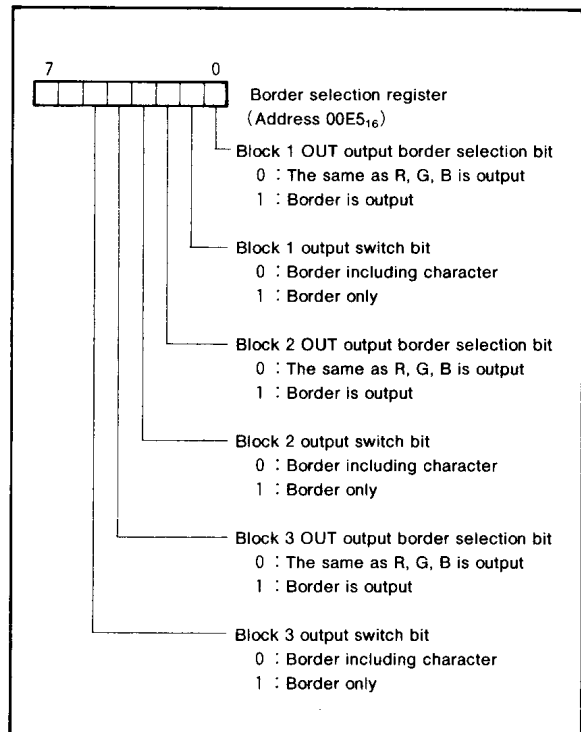 7 0
Border selection register
(Address 00E5₁₆)
Block 1 OUT output border selection bit
0 : The same as R, G, B is output
1 : Border is output
Block 1 output switch bit
0 : Border including character
1 : Border only
Block 2 OUT output border selection bit
0 : The same as R, G, B is output
1 : Border is output
Block 2 output switch bit
0 : Border including character
1 : Border only
Block 3 OUT output border selection bit
0 : The same as R, G, B is output
1 : Border is output
Block 3 output switch bit
0 : Border including character
1 : Border only